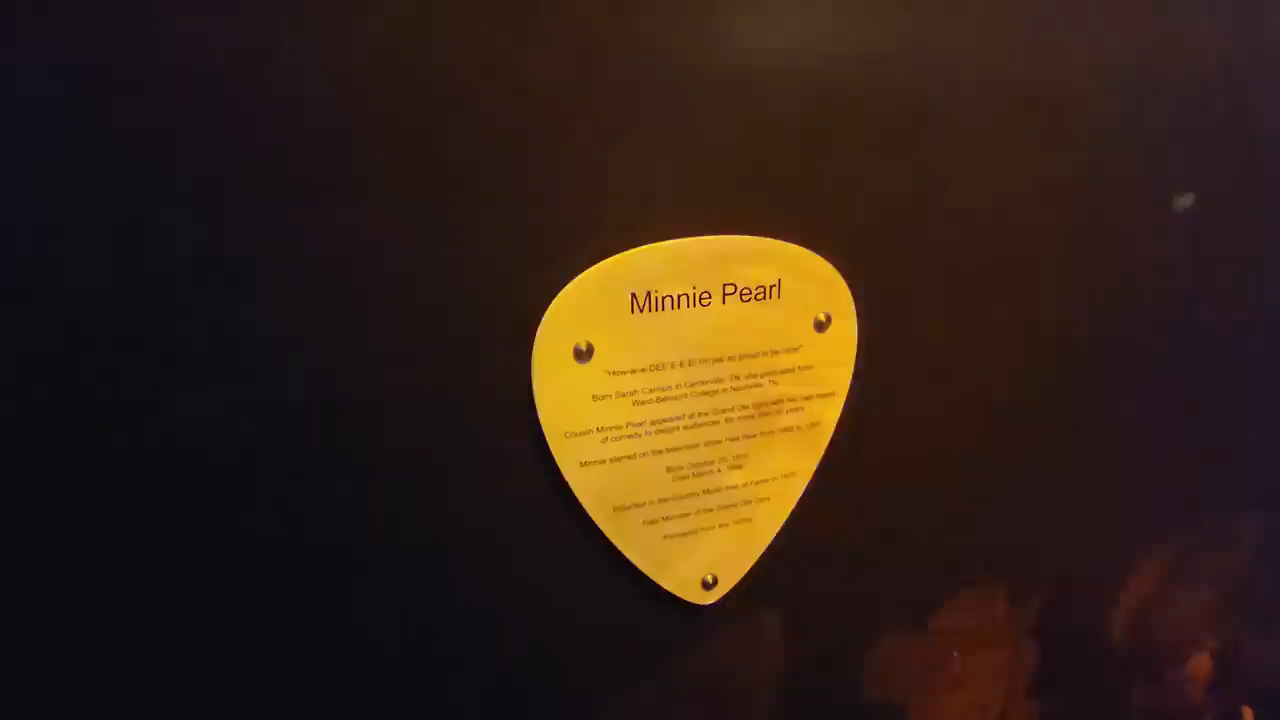 Minnie Pearl
"How-w-w-DEE-E-E-E! I'm jes' so proud to be here!"
Born Sarah Cannon in Centerville, TN, she graduated from
Ward-Belmont College in Nashville, TN
Cousin Minnie Pearl appeared at the Grand Ole Opry with her
of comedy to delight audiences for more than 50 years
Minnie starred on the television show Hee Haw from 1969 to 1991
Born October 25,
Died March 4, 1996
Inducted in the Country Music Hall of Fame in 1975
Member of the Grand Ole Opry
from the